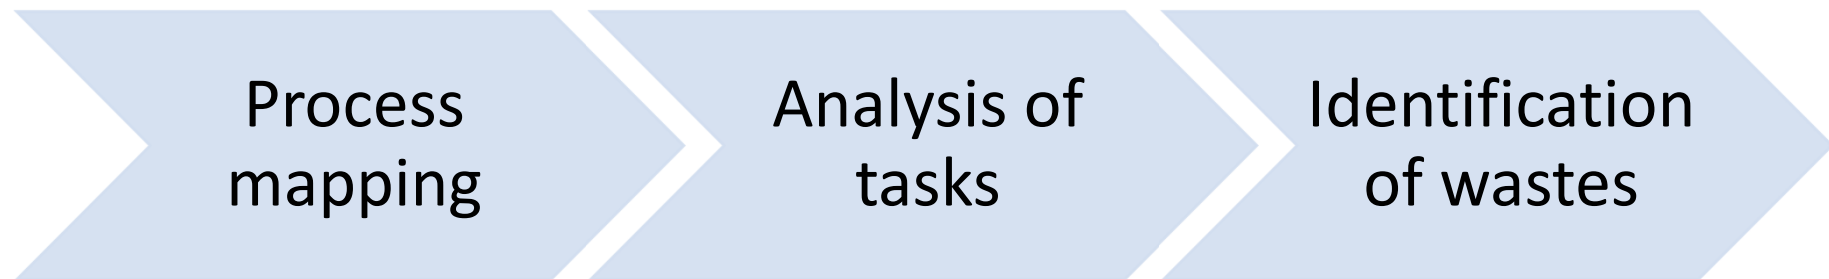 Process
mapping
Analysis of
tasks
Identification
of wastes